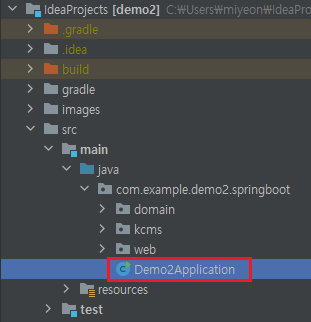 IdeaProjects [demo2] C:₩Users₩miyeon₩IdeaPro
.gradle
.idea
build
gradle
images
src
main
java
com.example.demo2.springboot
domain
kcms
web
Demo2Application
resources
test